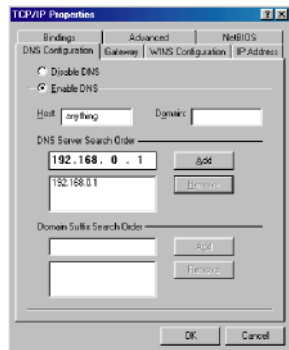 TCP/IP Properties
Bindings Advanced NetBIOS
DNS Configuration Gateway WINS Configuration IP Address
Disable DNS
Enable DNS
Host: anything Domain:
DNS Server Search Order
192.168. 0 . 1 Add
192.168.0.1 Remove
Domain Suffix Search Order
Add
Remove
OK Cancel